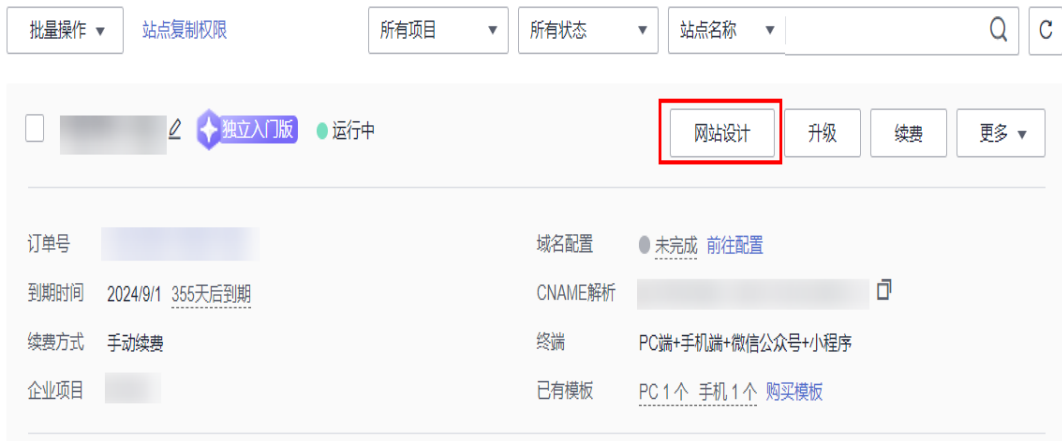 批量操作 站点复制权限 所有项目 所有状态 站点名称
独立入门版 运行中 网站设计 升级 续费 更多
订单号 域名配置 未完成 前往配置
到期时间 2024/9/1 355天后到期 CNAME解析
续费方式 手动续费 终端 PC端+手机端+微信公众号+小程序
企业项目 已有模板 PC 1 个 手机 1 个 购买模板